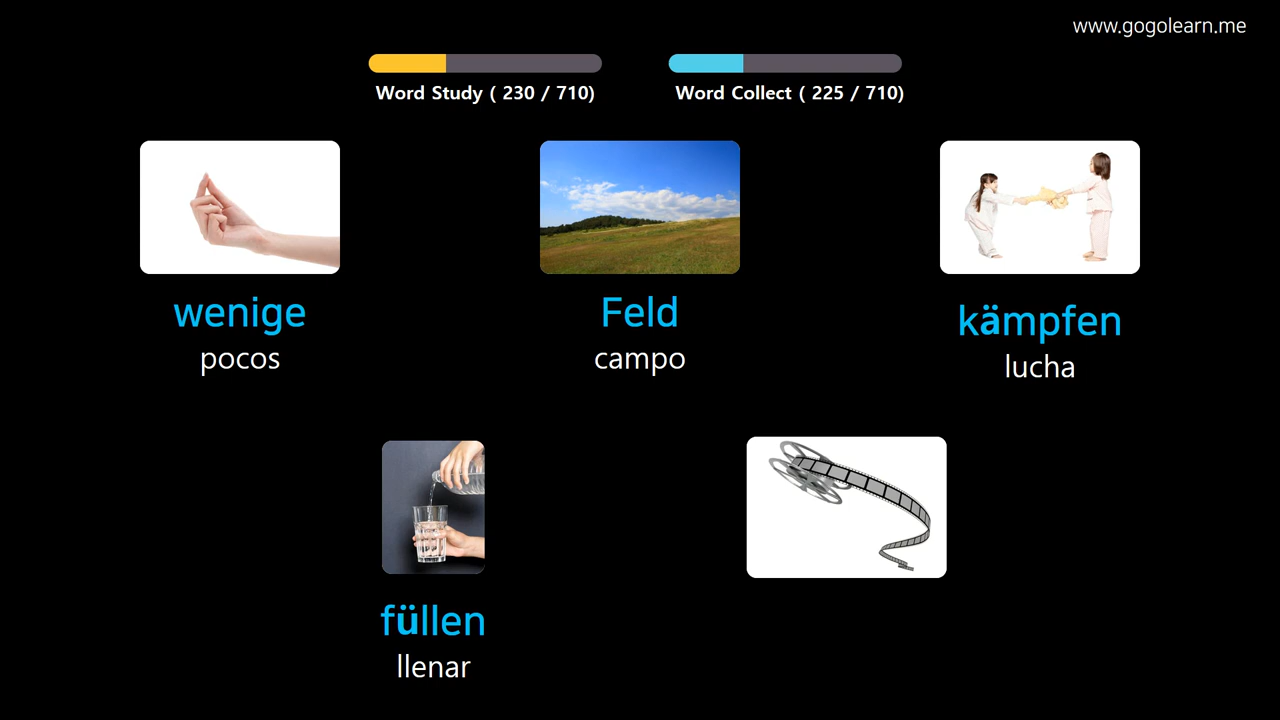 www.gogolearn.me
Word Study ( 230 / 710)
Word Collect ( 225 / 710)
wenige
pocos
Feld
campo
kämpfen
lucha
füllen
llenar